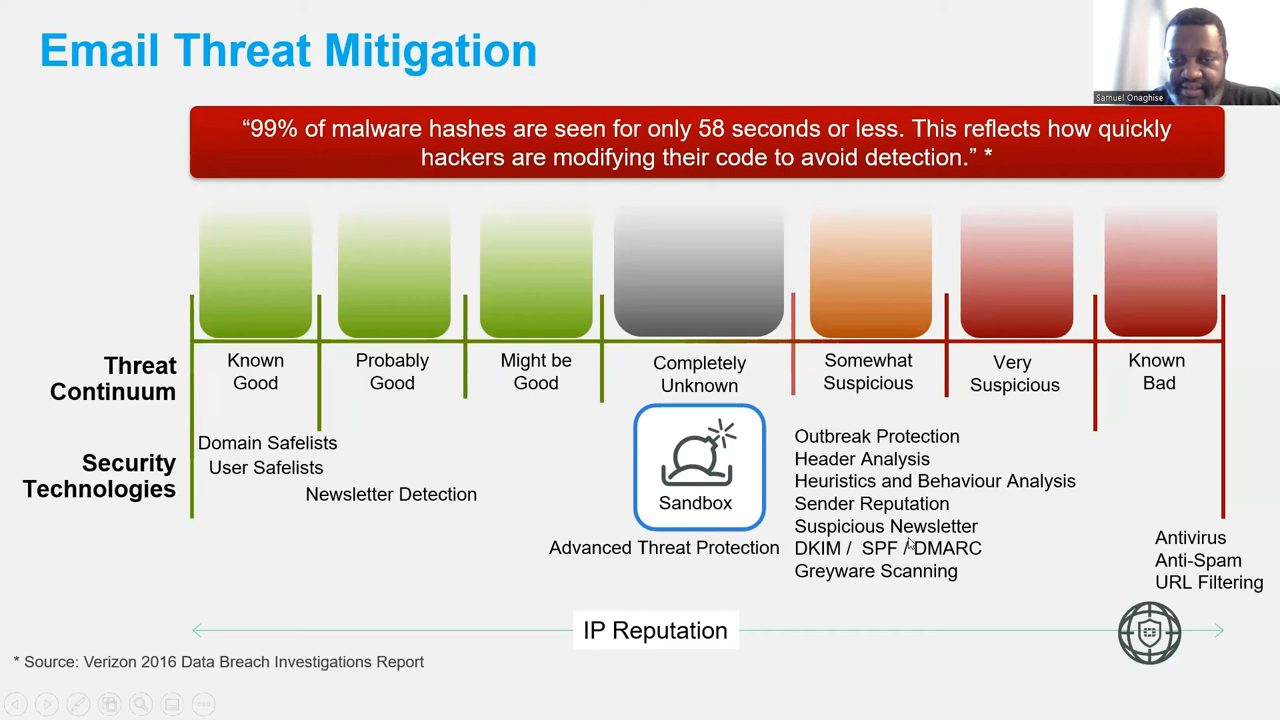 Email Threat Mitigation
Samuel Onaghise
“99% of malware hashes are seen for only 58 seconds or less. This reflects how quickly
hackers are modifying their code to avoid detection.” *
Threat
Continuum
Known
Good
Probably
Good
Might be
Good
Completely
Unknown
Somewhat
Suspicious
Very
Suspicious
Known
Bad
Security
Technologies
Domain Safelists
User Safelists
Newsletter Detection
Sandbox
Advanced Threat Protection
Outbreak Protection
Header Analysis
Heuristics and Behaviour Analysis
Sender Reputation
Suspicious Newsletter
DKIM / SPF / DMARC
Greyware Scanning
Antivirus
Anti-Spam
URL Filtering
IP Reputation
* Source: Verizon 2016 Data Breach Investigations Report